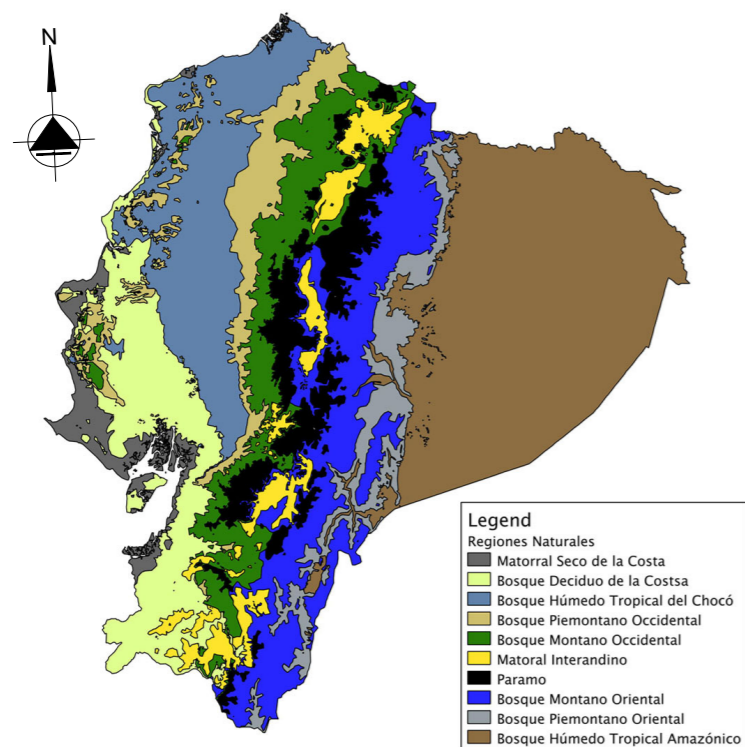 N
Legend
Regiones Naturales
Matorral Seco de la Costa
Bosque Deciduo de la Costsa
Bosque Húmedo Tropical del Chocó
Bosque Piemontano Occidental
Bosque Montano Occidental
Matoral Interandino
Paramo
Bosque Montano Oriental
Bosque Piemontano Oriental
Bosque Húmedo Tropical Amazónico